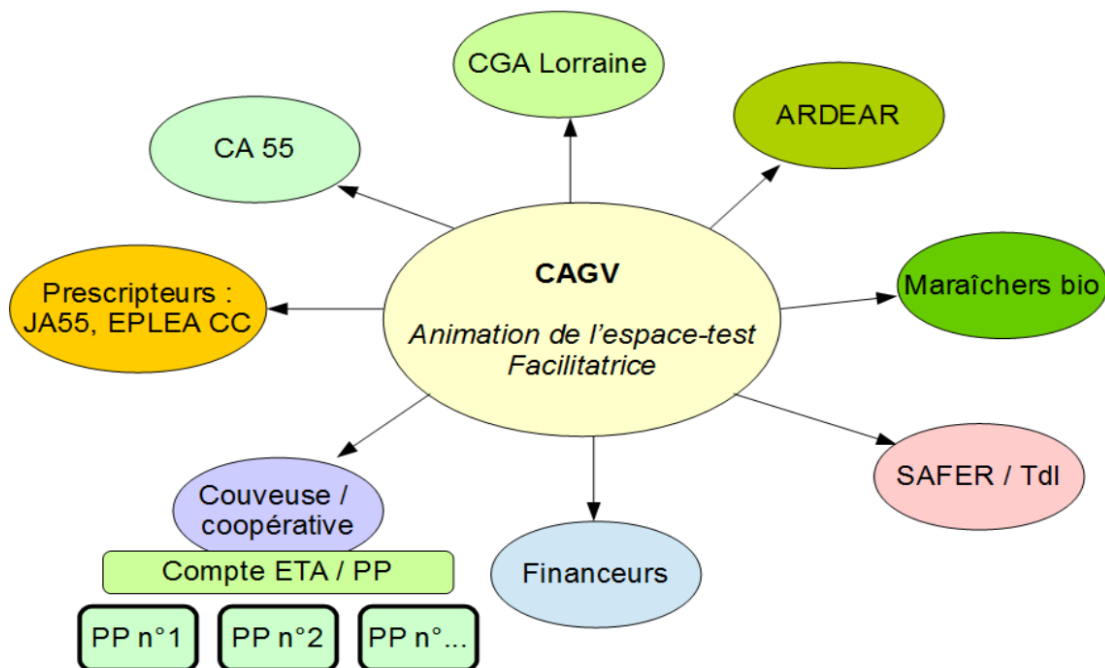 CGA Lorraine
ARDEAR
CA 55
CAGV
Animation de l'espace-test
Facilitatrice
Maraîchers bio
Prescripteurs :
JA55, EPLEA CC
SAFER / Tdl
Couveuse /
coopérative
Financeurs
Compte ETA / PP
PP n°1
PP n°2
PP n°...